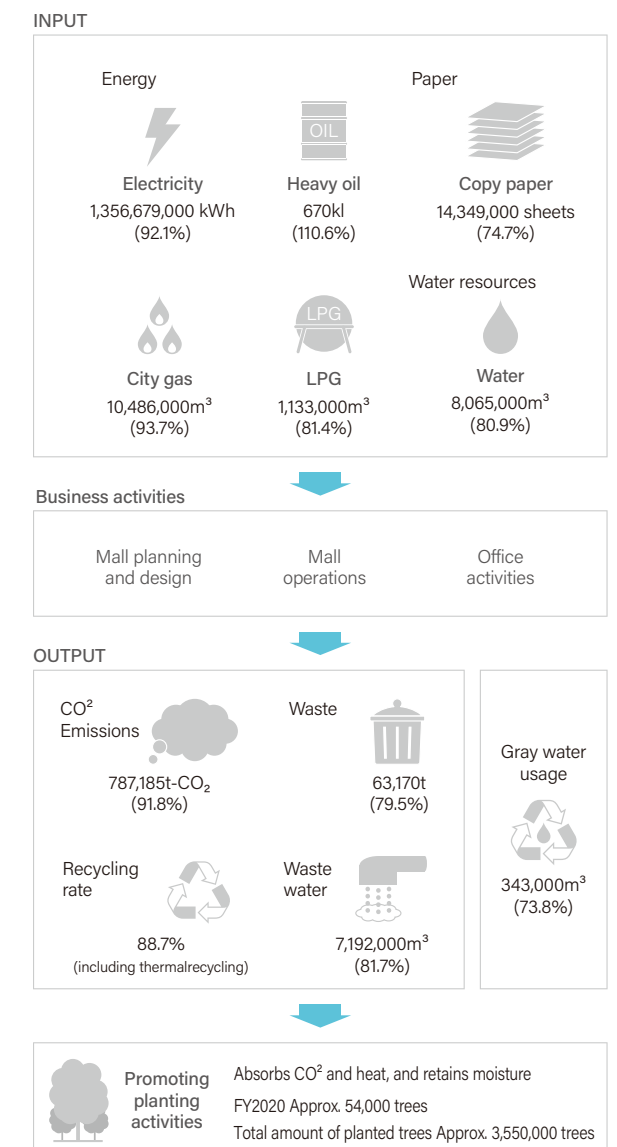 INPUT
Energy
Paper
OIL
Electricity
1,356,679,000 kWh
(92.1%)
Heavy oil
670kl
(110.6%)
Copy paper
14,349,000 sheets
(74.7%)
Water resources
LPG
City gas
10,486,000m³
(93.7%)
LPG
1,133,000m³
(81.4%)
Water
8,065,000m³
(80.9%)
Business activities
Mall planning
and design
Mall
operations
Office
activities
OUTPUT
CO²
Emissions
787,185t-CO₂
(91.8%)
Waste
63,170t
(79.5%)
Recycling
rate
88.7%
(including thermalrecycling)
Waste
water
7,192,000m³
(81.7%)
Gray water
usage
343,000m³
(73.8%)
Promoting
planting
activities
Absorbs CO² and heat, and retains moisture
FY2020 Approx. 54,000 trees
Total amount of planted trees Approx. 3,550,000 trees